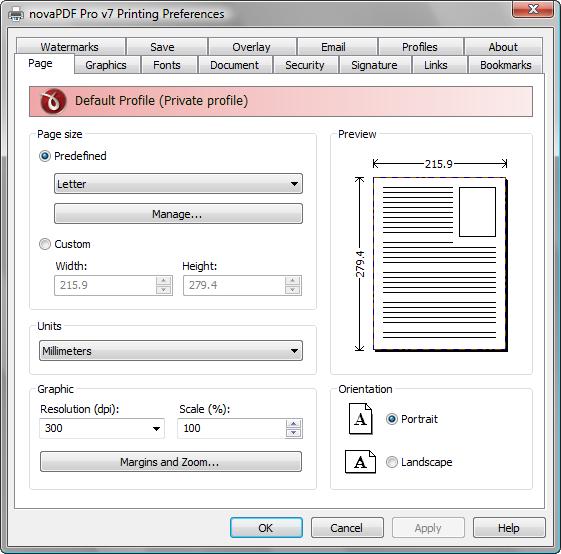 novaPDF Pro v7 Printing Preferences
Watermarks Save Overlay Email Profiles About
Page Graphics Fonts Document Security Signature Links Bookmarks
Default Profile (Private profile)
Page size
Predefined
Letter
Manage...
Custom
Width: Height:
215.9 279.4
Units
Millimeters
Graphic
Resolution (dpi): Scale (%):
300 100
Margins and Zoom...
Preview
215.9
279.4
Orientation
A Portrait
A Landscape
OK Cancel Apply Help